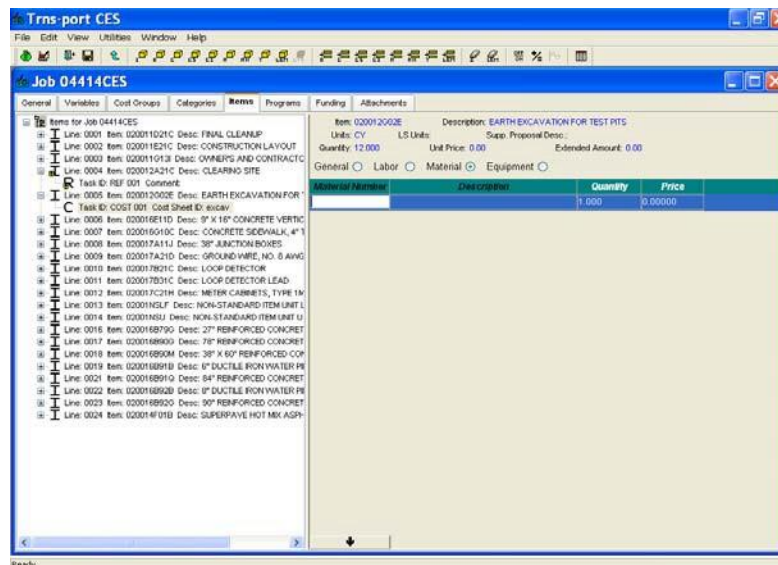 Trns·port CES
File Edit View Utilities Window Help
Job 04414CES
General Variables Cost Groups Categories Items Programs Funding Attachments
Items for Job 04414CES
Line: 0001 Item: 020011D21C Desc: FINAL CLEANUP
Line: 0002 Item: 020011E21C Desc: CONSTRUCTION LAYOUT
Line: 0003 Item: 020011G13I Desc: OWNER'S AND CONTRACTC
Line: 0004 Item: 020012A21C Desc: CLEARING SITE
Task ID: REF 001 Comment:
Line: 0005 Item: 020012G02E Desc: EARTH EXCAVATION FOR
Task ID: COST 001 Cost Sheet ID: excav
Line: 0006 Item: 020016E11D Desc: 9" X 16" CONCRETE VERTIC
Line: 0007 Item: 020016G10C Desc: CONCRETE SIDEWALK, 4" T
Line: 0008 Item: 020017A11J Desc: 38" JUNCTION BOXES
Line: 0009 Item: 020017A21D Desc: GROUND WIRE, NO. 8 AWG
Line: 0010 Item: 020017B21C Desc: LOOP DETECTOR
Line: 0011 Item: 020017B31C Desc: LOOP DETECTOR LEAD
Line: 0012 Item: 020017C21H Desc: METER CABINETS, TYPE 1M
Line: 0013 Item: 02001NSLF Desc: NON-STANDARD ITEM UNIT L
Line: 0014 Item: 02001NSU Desc: NON-STANDARD ITEM UNIT U
Line: 0016 Item: 020016B79G Desc: 27" REINFORCED CONCRET
Line: 0017 Item: 020016B90G Desc: 78" REINFORCED CONCRET
Line: 0018 Item: 020016B90M Desc: 38" X 60" REINFORCED CON
Line: 0019 Item: 020016B91B Desc: 6" DUCTILE IRON WATER PI
Line: 0021 Item: 020016B91G Desc: 84" REINFORCED CONCRET
Line: 0022 Item: 020016B92B Desc: 8" DUCTILE IRON WATER PI
Line: 0023 Item: 020016B92G Desc: 90" REINFORCED CONCRET
Line: 0024 Item: 020014F01B Desc: SUPERPAVE HOT MIX ASPH
Item: 020012G02E Description: EARTH EXCAVATION FOR TEST PITS
Units: CY LS Units: Supp. Proposal Desc.:
Quantity: 12.000 Unit Price: 0.00 Extended Amount: 0.00
General Labor Material Equipment
Material Number Description Quantity Price
1.000 0.00000
Ready